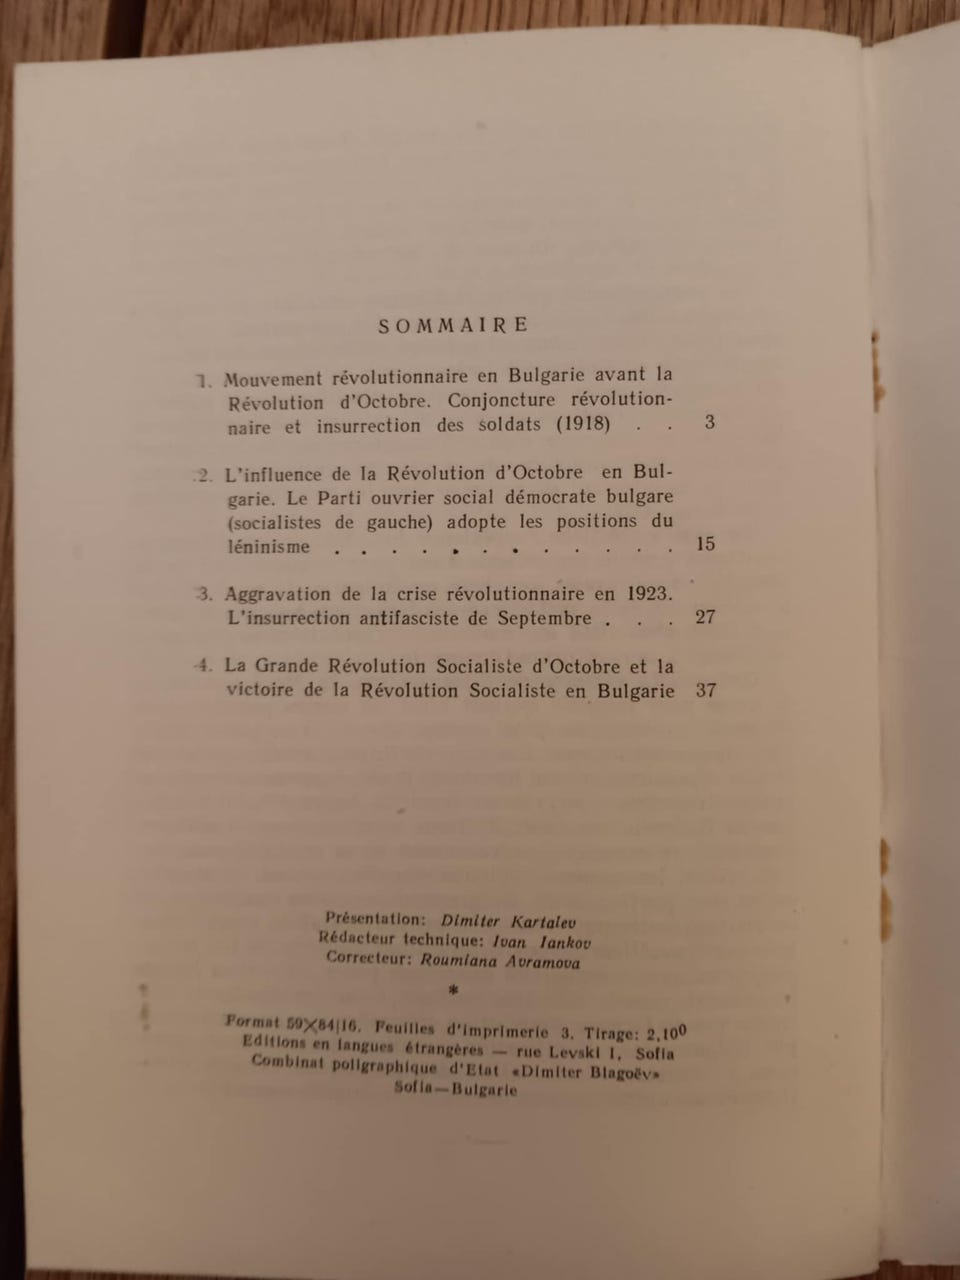 SOMMAIRE
1. Mouvement révolutionnaire en Bulgarie avant la
Révolution d'Octobre. Conjoncture révolution-
naire et insurrection des soldats (1918) . . 3
2. L'influence de la Révolution d'Octobre en Bul-
garie. Le Parti ouvrier social démocrate bulgare
(socialistes de gauche) adopte les positions du
léninisme . . . . . . . . . . . . 15
3. Aggravation de la crise révolutionnaire en 1923.
L'insurrection antifasciste de Septembre . . . 27
4. La Grande Révolution Socialiste d'Octobre et la
victoire de la Révolution Socialiste en Bulgarie 37
Présentation: Dimiter Kartalev
Rédacteur technique: Ivan Iankov
Correcteur: Roumiana Avramova
*
Format 59×84|16. Feuilles d'imprimerie 3. Tirage: 2,100
Editions en langues étrangères — rue Levski 1, Sofia
Combinat poligraphique d'Etat «Dimiter Blagoëv»
Sofia—Bulgarie